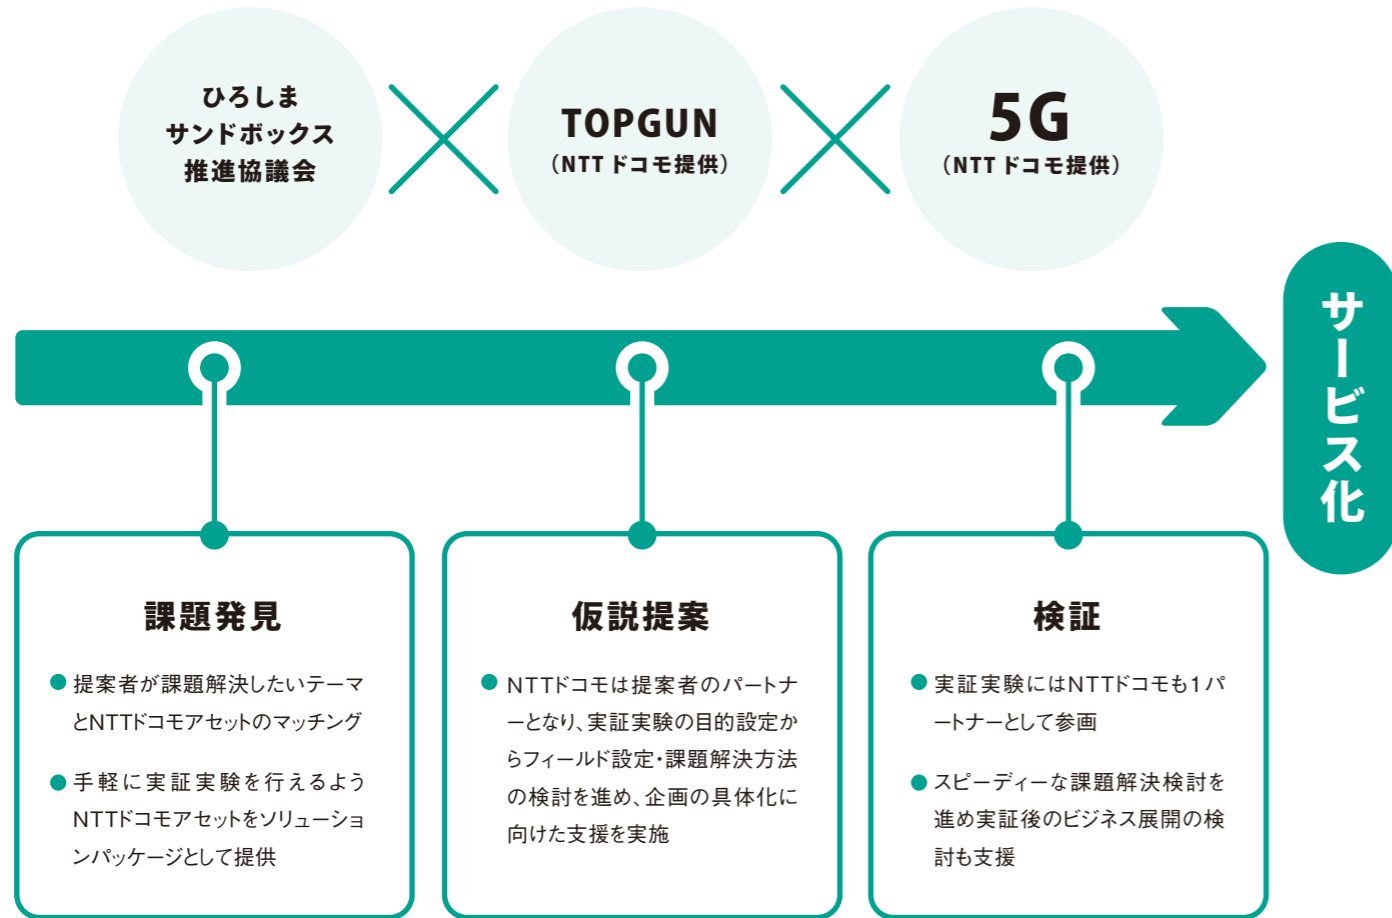 ひろしま
サンドボックス
推進協議会
TOPGUN
（NTTドコモ提供）
5G
（NTTドコモ提供）
サービス化
課題発見
提案者が課題解決したいテーマ
とNTTドコモアセットのマッチング
手軽に実証実験を行えるよう
NTTドコモアセットをソリューショ
ンパッケージとして提供
仮説提案
NTTドコモは提案者のパートナ
ーとなり、実証実験の目的設定か
らフィールド設定・課題解決方法
の検討を進め、企画の具体化に
向けた支援を実施
検証
実証実験にはNTTドコモも1パ
ートナーとして参画
スピーディーな課題解決検討を
進め実証後のビジネス展開の検
討も支援